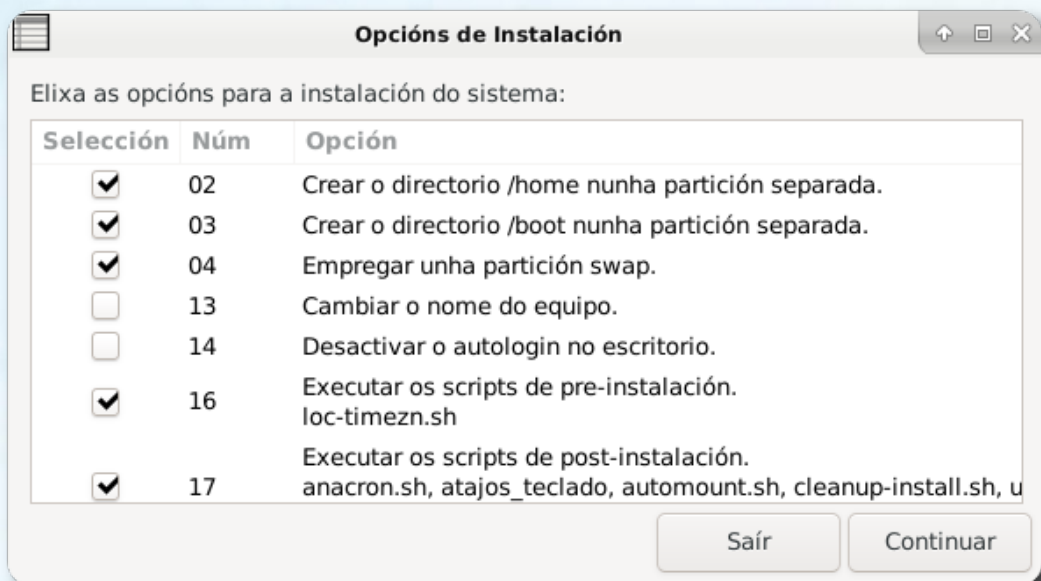 Opcións de Instalación
Elixa as opcións para a instalación do sistema:
Selección Núm Opción
02 Crear o directorio /home nunha partición separada.
03 Crear o directorio /boot nunha partición separada.
04 Empregar unha partición swap.
13 Cambiar o nome do equipo.
14 Desactivar o autologin no escritorio.
16 Executar os scripts de pre-instalación.
loc-timezn.sh
17 Executar os scripts de post-instalación.
anacron.sh, atajos_teclado, automount.sh, cleanup-install.sh, u
Saír Continuar